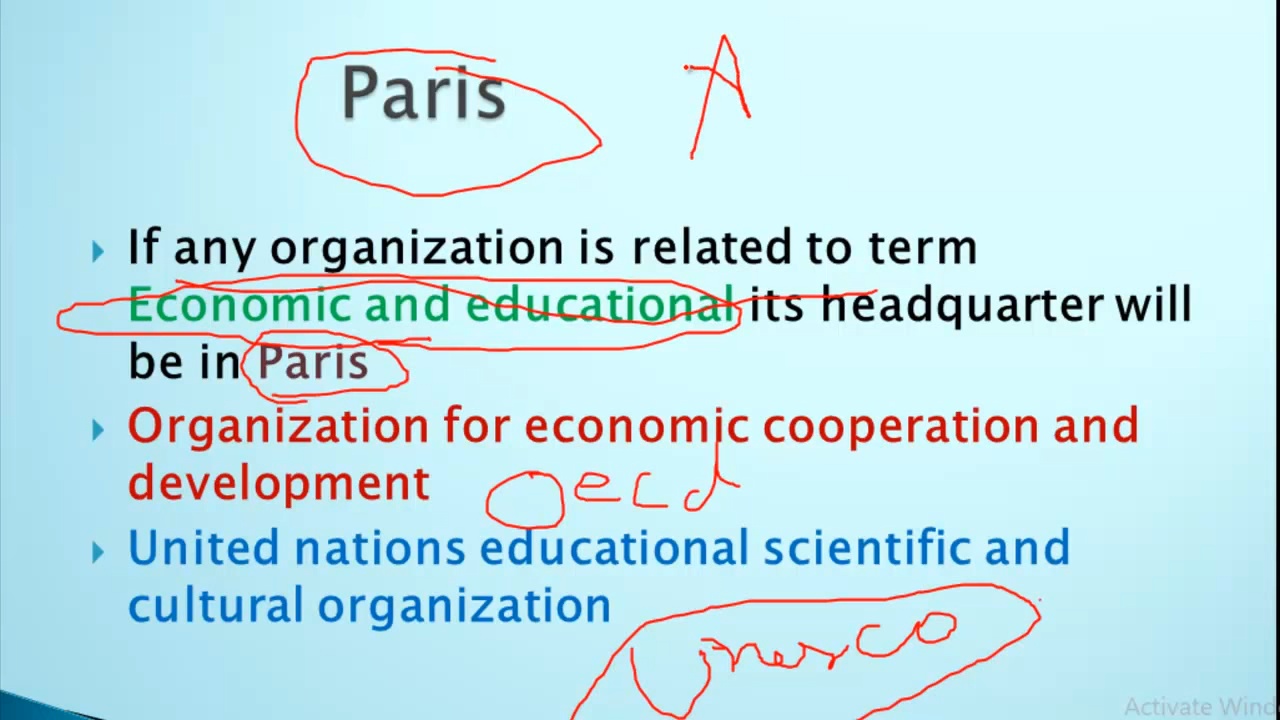 Paris A
If any organization is related to term
Economic and educational its headquarter will
be in Paris
Organization for economic cooperation and
development oecd
United nations educational scientific and
cultural organization
Unesco
Activate Wind